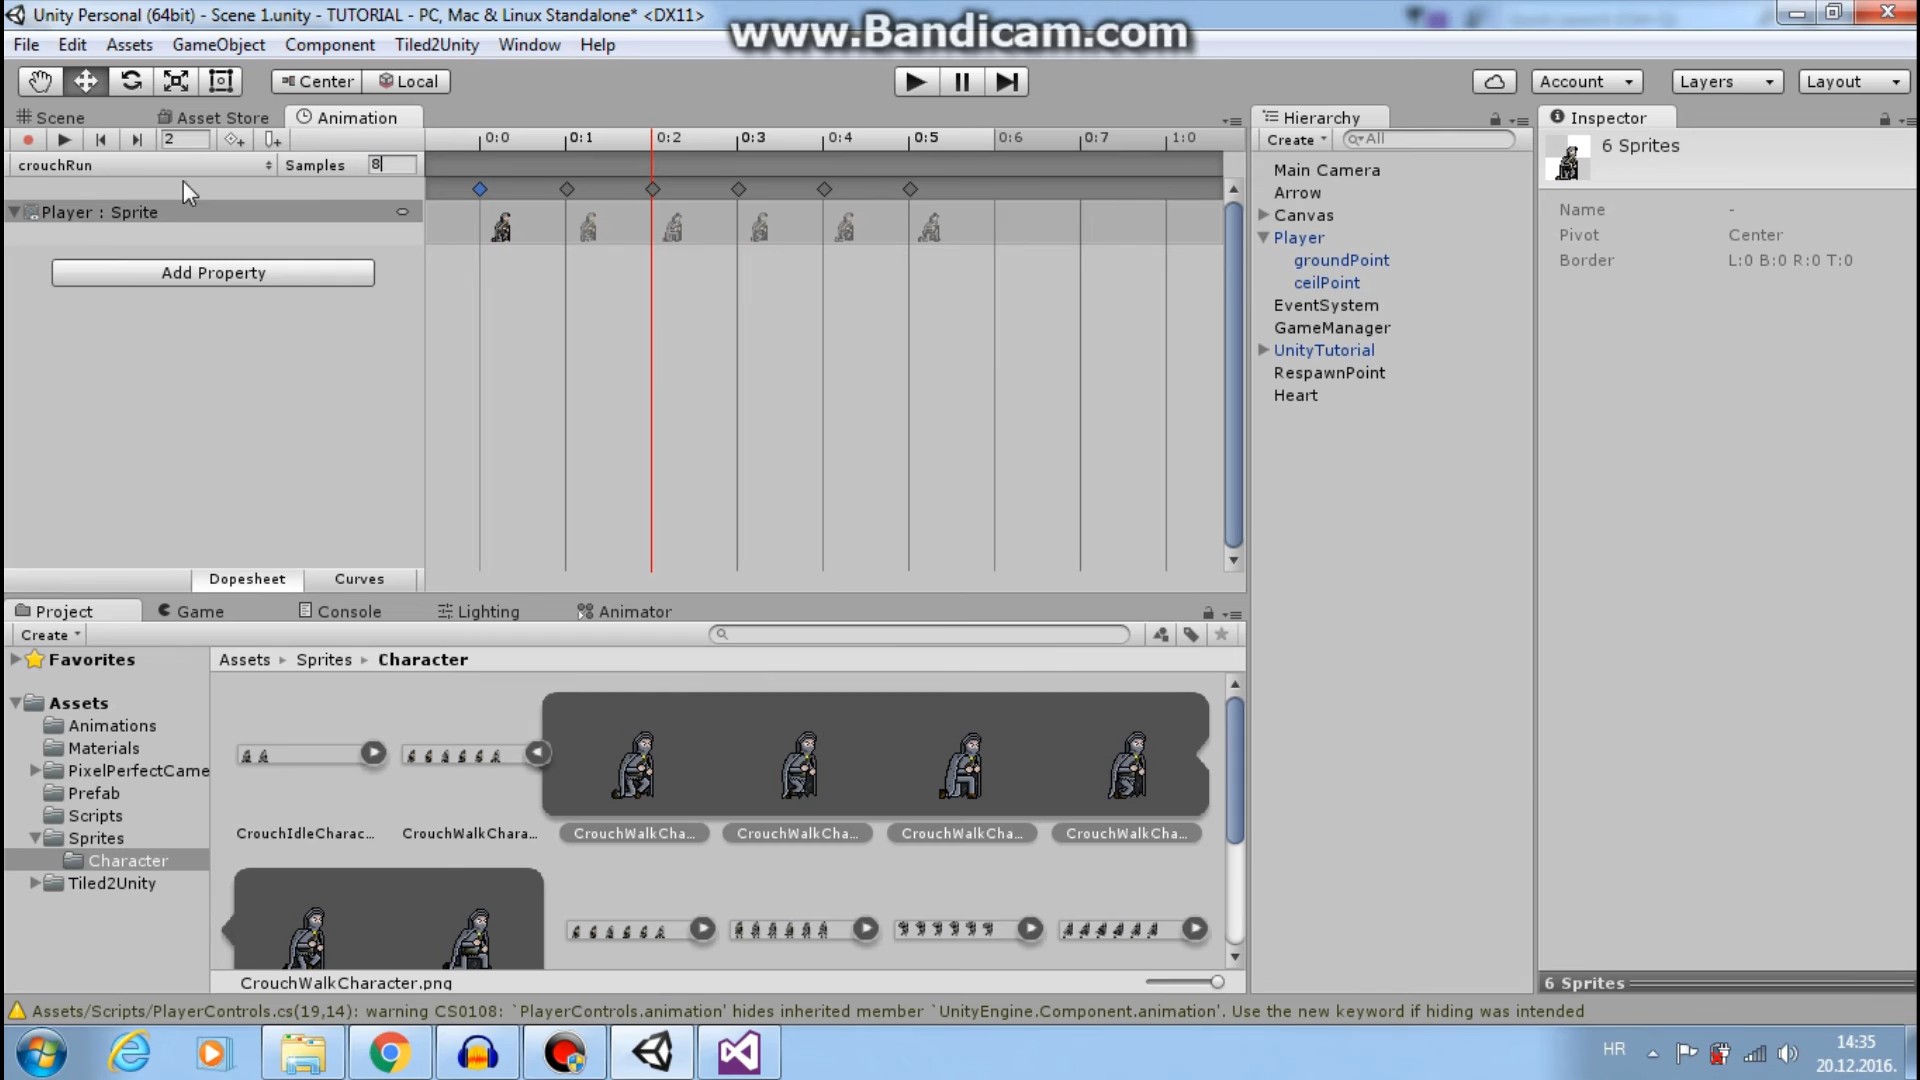 Unity Personal (64bit) - Scene 1.unity - TUTORIAL - PC, Mac & Linux Standalone* <DX11>
www.Bandicam.com
File Edit Assets GameObject Component Tiled2Unity Window Help
Center Local Account Layers Layout
Scene Asset Store Animation
2 0:0 0:1 0:2 0:3 0:4 0:5 0:6 0:7 1:0
crouchRun Samples 8
Player : Sprite
Add Property
Dopesheet Curves
Hierarchy
Create All
Main Camera
Arrow
Canvas
Player
groundPoint
ceilPoint
EventSystem
GameManager
UnityTutorial
RespawnPoint
Heart
Inspector
6 Sprites
Name -
Pivot Center
Border L:0 B:0 R:0 T:0
Project Game Console Lighting Animator
Create
Favorites
Assets
Animations
Materials
PixelPerfectCame
Prefab
Scripts
Sprites
Character
Tiled2Unity
Assets Sprites Character
CrouchIdleCharac... CrouchWalkChara... CrouchWalkCha... CrouchWalkCha... CrouchWalkCha... CrouchWalkCha...
CrouchWalkCharacter.png
6 Sprites
Assets/Scripts/PlayerControls.cs(19,14): warning CS0108: `PlayerControls.animation' hides inherited member `UnityEngine.Component.animation'. Use the new keyword if hiding was intended
HR
14:35
20.12.2016.